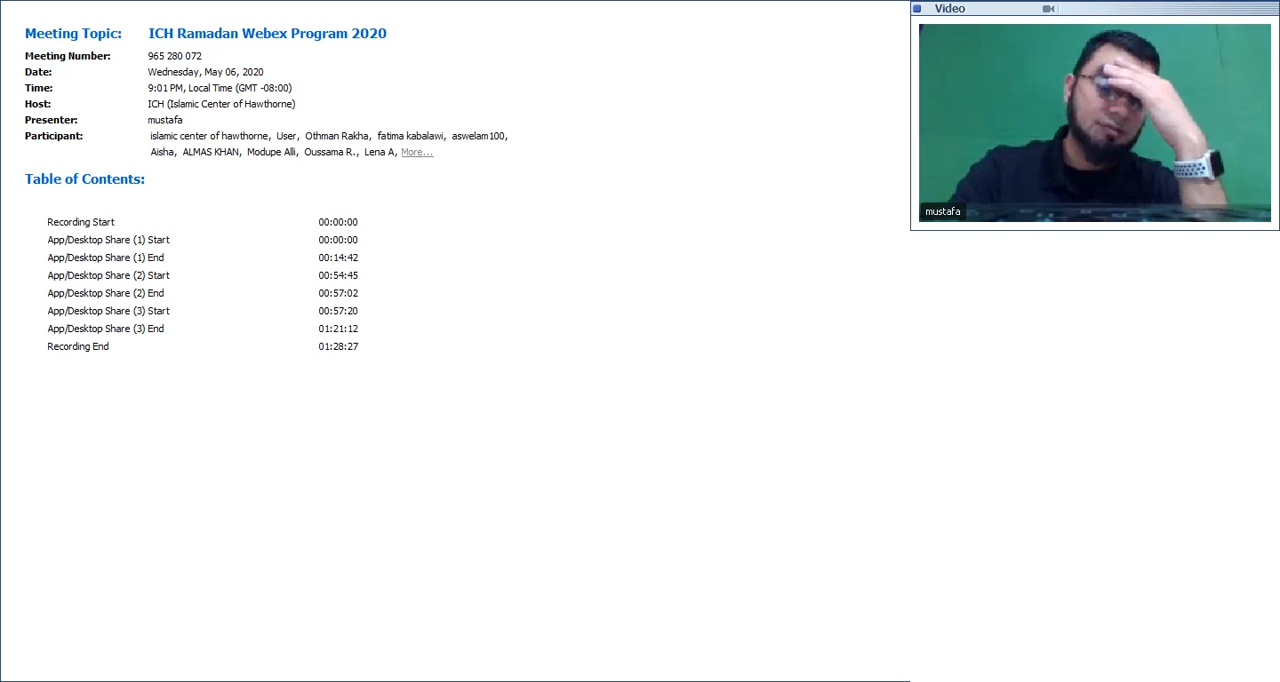 Meeting Topic: ICH Ramadan Webex Program 2020
Meeting Number: 965 280 072
Date: Wednesday, May 06, 2020
Time: 9:01 PM, Local Time (GMT -08:00)
Host: ICH (Islamic Center of Hawthorne)
Presenter: mustafa
Participant: islamic center of hawthorne, User, Othman Rakha, fatima kabalawi, aswelam100,
Aisha, ALMAS KHAN, Modupe Alli, Oussama R., Lena A, More...
Table of Contents:
Recording Start 00:00:00
App/Desktop Share (1) Start 00:00:00
App/Desktop Share (1) End 00:14:42
App/Desktop Share (2) Start 00:54:45
App/Desktop Share (2) End 00:57:02
App/Desktop Share (3) Start 00:57:20
App/Desktop Share (3) End 01:21:12
Recording End 01:28:27
Video
mustafa